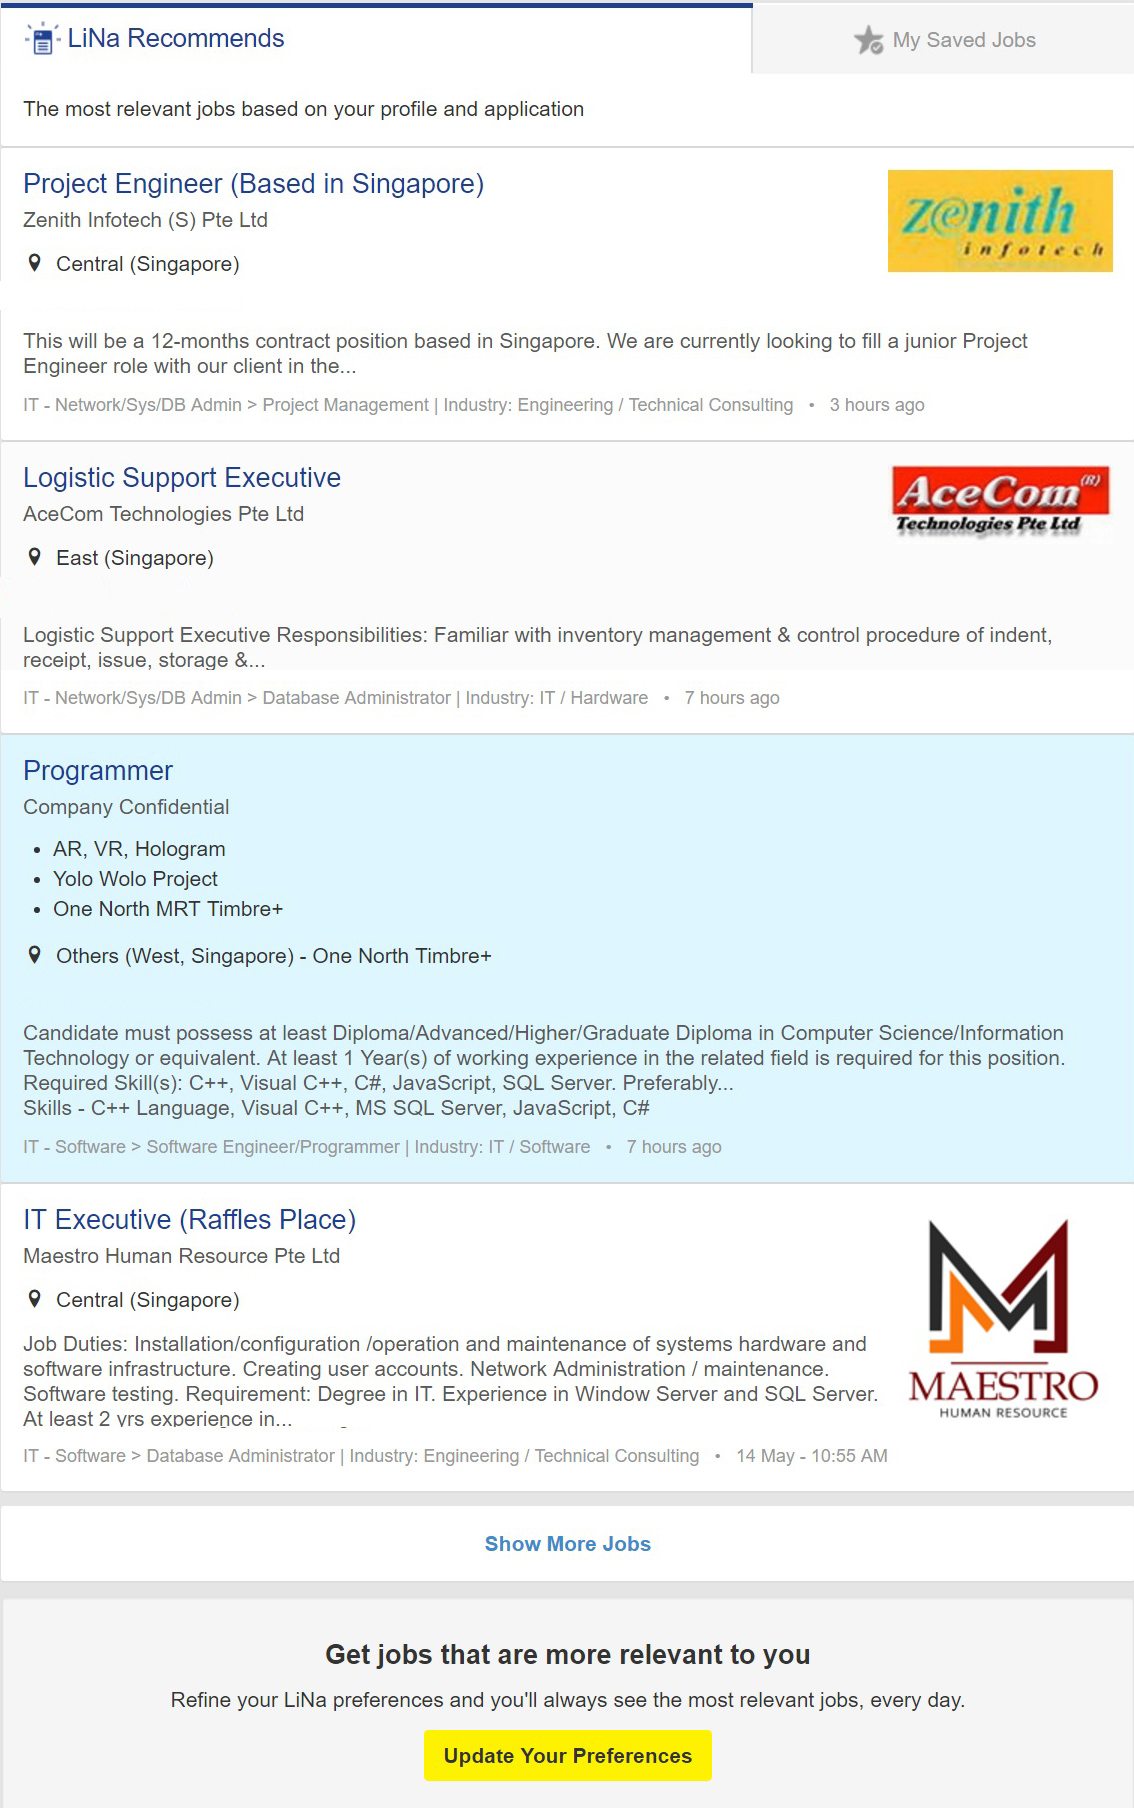 LiNa Recommends
My Saved Jobs
The most relevant jobs based on your profile and application
Project Engineer (Based in Singapore)
Zenith Infotech (S) Pte Ltd
Central (Singapore)
z@nith
infotech
This will be a 12-months contract position based in Singapore. We are currently looking to fill a junior Project
Engineer role with our client in the...
IT - Network/Sys/DB Admin > Project Management | Industry: Engineering / Technical Consulting • 3 hours ago
Logistic Support Executive
AceCom Technologies Pte Ltd
East (Singapore)
AceCom(R)
Technologies Pte Ltd
Logistic Support Executive Responsibilities: Familiar with inventory management & control procedure of indent,
receipt, issue, storage &...
IT - Network/Sys/DB Admin > Database Administrator | Industry: IT / Hardware • 7 hours ago
Programmer
Company Confidential
• AR, VR, Hologram
• Yolo Wolo Project
• One North MRT Timbre+
Others (West, Singapore) - One North Timbre+
Candidate must possess at least Diploma/Advanced/Higher/Graduate Diploma in Computer Science/Information
Technology or equivalent. At least 1 Year(s) of working experience in the related field is required for this position.
Required Skill(s): C++, Visual C++, C#, JavaScript, SQL Server. Preferably...
Skills - C++ Language, Visual C++, MS SQL Server, JavaScript, C#
IT - Software > Software Engineer/Programmer | Industry: IT / Software • 7 hours ago
IT Executive (Raffles Place)
Maestro Human Resource Pte Ltd
Central (Singapore)
Job Duties: Installation/configuration /operation and maintenance of systems hardware and
software infrastructure. Creating user accounts. Network Administration / maintenance.
Software testing. Requirement: Degree in IT. Experience in Window Server and SQL Server.
At least 2 yrs experience in...
MAESTRO
HUMAN RESOURCE
IT - Software > Database Administrator | Industry: Engineering / Technical Consulting • 14 May - 10:55 AM
Show More Jobs
Get jobs that are more relevant to you
Refine your LiNa preferences and you'll always see the most relevant jobs, every day.
Update Your Preferences